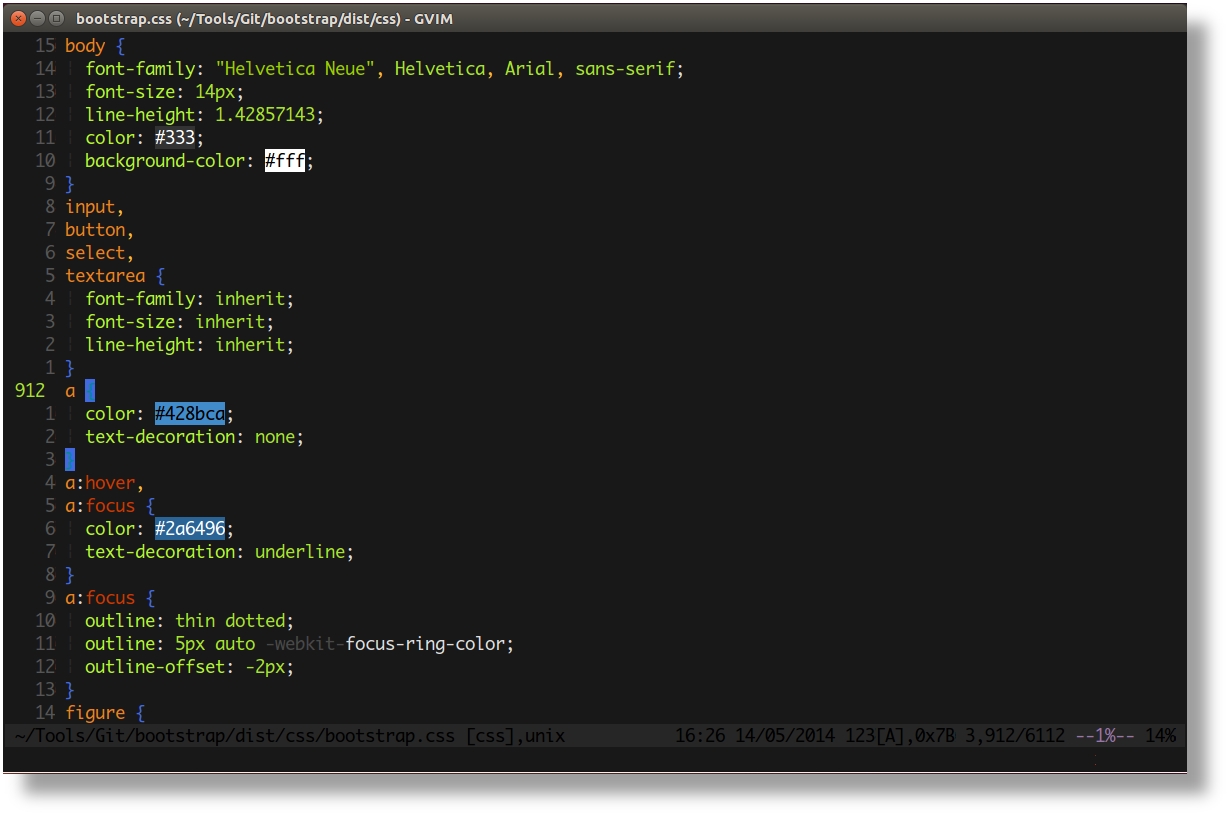 bootstrap.css (~/Tools/Git/bootstrap/dist/css) - GVIM
15 body {
14 font-family: "Helvetica Neue", Helvetica, Arial, sans-serif;
13 font-size: 14px;
12 line-height: 1.42857143;
11 color: #333;
10 background-color: #fff;
9 }
8 input,
7 button,
6 select,
5 textarea {
4 font-family: inherit;
3 font-size: inherit;
2 line-height: inherit;
1 }
912 a {
1 color: #428bca;
2 text-decoration: none;
3 }
4 a:hover,
5 a:focus {
6 color: #2a6496;
7 text-decoration: underline;
8 }
9 a:focus {
10 outline: thin dotted;
11 outline: 5px auto -webkit-focus-ring-color;
12 outline-offset: -2px;
13 }
14 figure {
~/Tools/Git/bootstrap/dist/css/bootstrap.css [css],unix 16:26 14/05/2014 123[A],0x7B 3,912/6112 --1%-- 14%